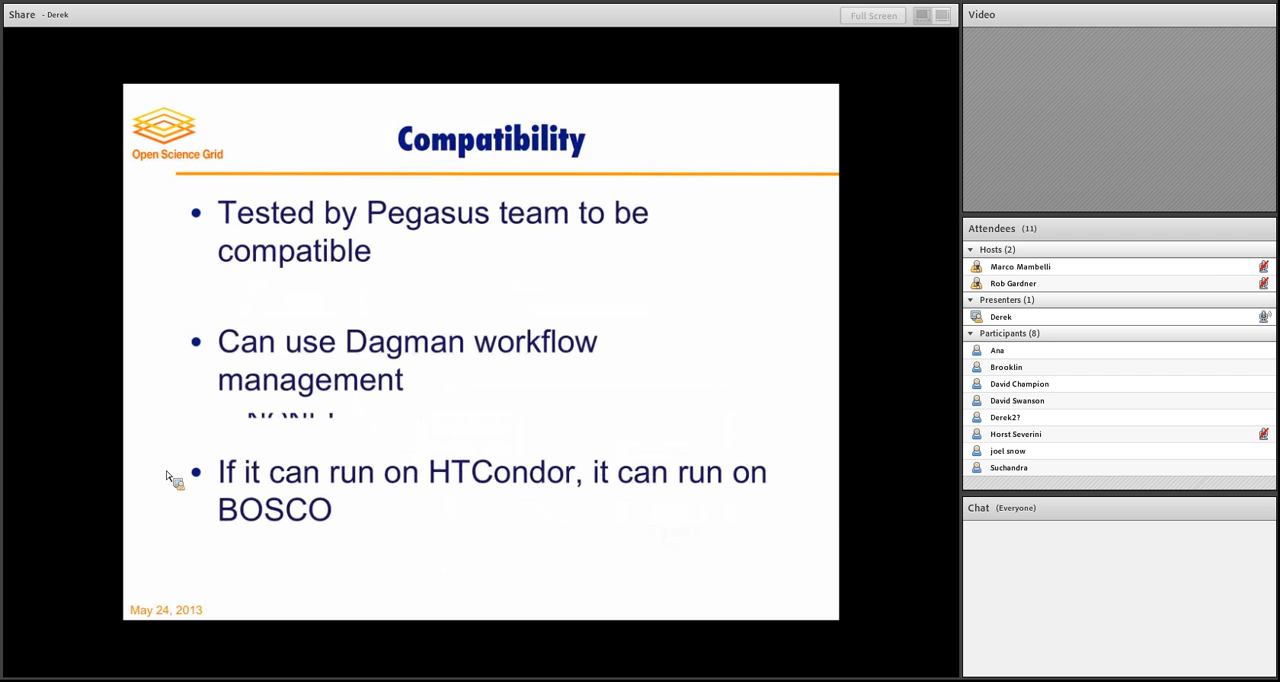 Share - Derek
Full Screen
Open Science Grid
Compatibility
• Tested by Pegasus team to be
compatible
• Can use Dagman workflow
management
• If it can run on HTCondor, it can run on
BOSCO
May 24, 2013
Video
Attendees (11)
Hosts (2)
Marco Mambelli
Rob Gardner
Presenters (1)
Derek
Participants (8)
Ana
Brooklin
David Champion
David Swanson
Derek2?
Horst Severini
joel snow
Suchandra
Chat (Everyone)